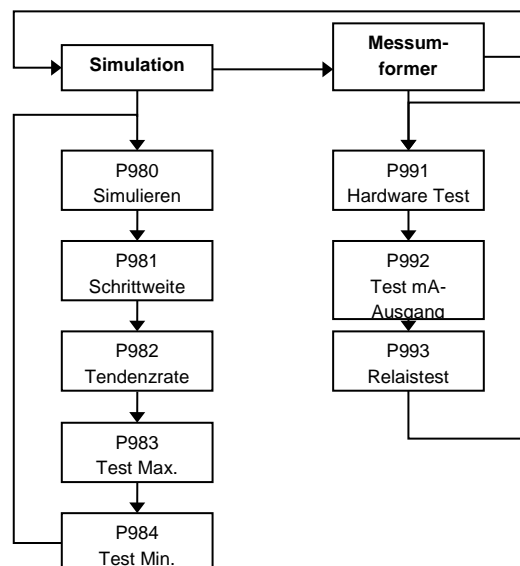 Simulation
Messum-
former
P980
Simulieren
P981
Schrittweite
P982
Tendenzrate
P983
Test Max.
P984
Test Min.
P991
Hardware Test
P992
Test mA-
Ausgang
P993
Relaistest